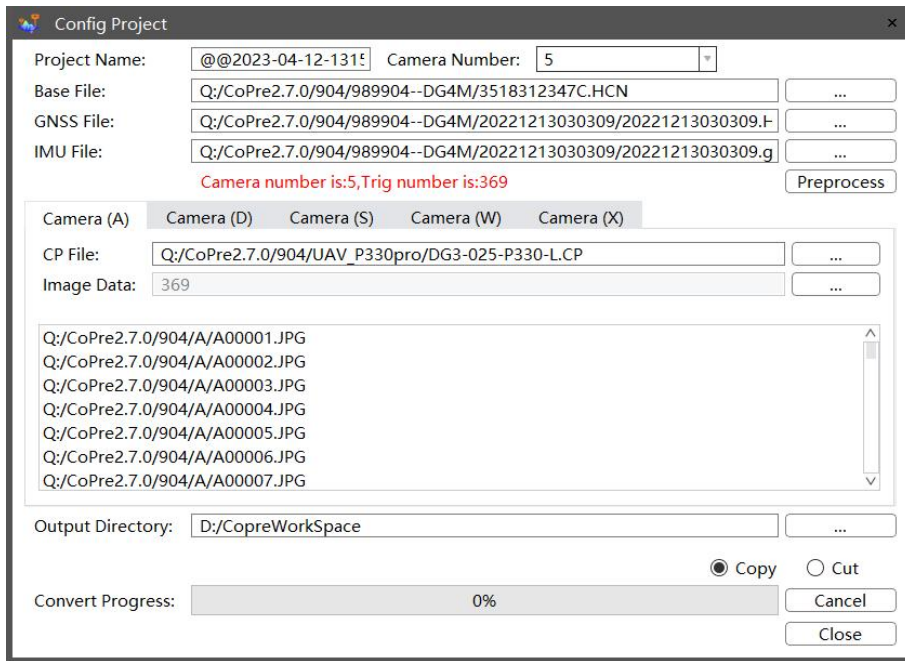 Config Project
Project Name: @@2023-04-12-131 Camera Number: 5
Base File: Q:/CoPre2.7.0/904/989904--DG4M/3518312347C.HCN ...
GNSS File: Q:/CoPre2.7.0/904/989904--DG4M/20221213030309/20221213030309.H ...
IMU File: Q:/CoPre2.7.0/904/989904--DG4M/20221213030309/20221213030309.g ...
Camera number is:5,Trig number is:369 Preprocess
Camera (A) Camera (D) Camera (S) Camera (W) Camera (X)
CP File: Q:/CoPre2.7.0/904/UAV_P330pro/DG3-025-P330-L.CP ...
Image Data: 369 ...
Q:/CoPre2.7.0/904/A/A00001.JPG
Q:/CoPre2.7.0/904/A/A00002.JPG
Q:/CoPre2.7.0/904/A/A00003.JPG
Q:/CoPre2.7.0/904/A/A00004.JPG
Q:/CoPre2.7.0/904/A/A00005.JPG
Q:/CoPre2.7.0/904/A/A00006.JPG
Q:/CoPre2.7.0/904/A/A00007.JPG
Output Directory: D:/CopreWorkSpace ...
Copy Cut
Convert Progress: 0% Cancel
Close